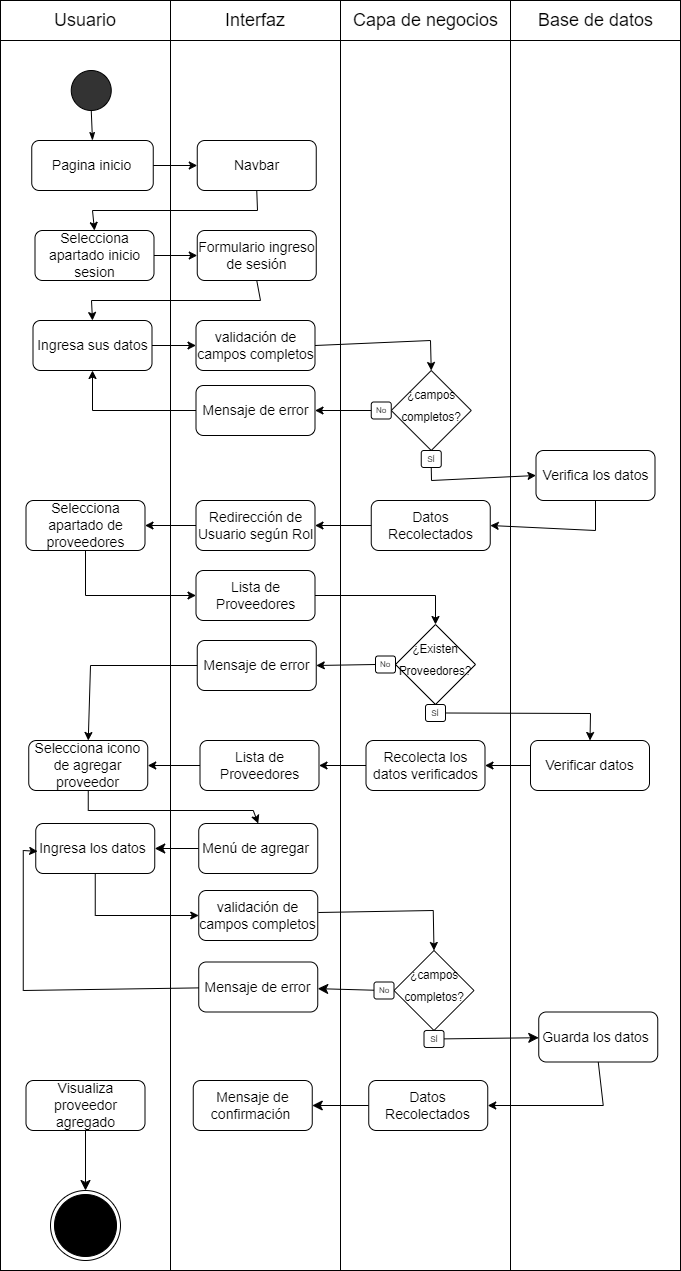 Usuario
Interfaz
Capa de negocios
Base de datos
Pagina inicio
Navbar
Selecciona
apartado inicio
sesion
Formulario ingreso
de sesión
Ingresa sus datos
validación de
campos completos
¿campos
completos?
No
Mensaje de error
SÍ
Verifica los datos
Selecciona
apartado de
proveedores
Redirección de
Usuario según Rol
Datos
Recolectados
Lista de
Proveedores
¿Existen
Proveedores?
No
Mensaje de error
SÍ
Selecciona icono
de agregar
proveedor
Lista de
Proveedores
Recolecta los
datos verificados
Verificar datos
Ingresa los datos
Menú de agregar
validación de
campos completos
¿campos
completos?
No
Mensaje de error
SÍ
Guarda los datos
Visualiza
proveedor
agregado
Mensaje de
confirmación
Datos
Recolectados